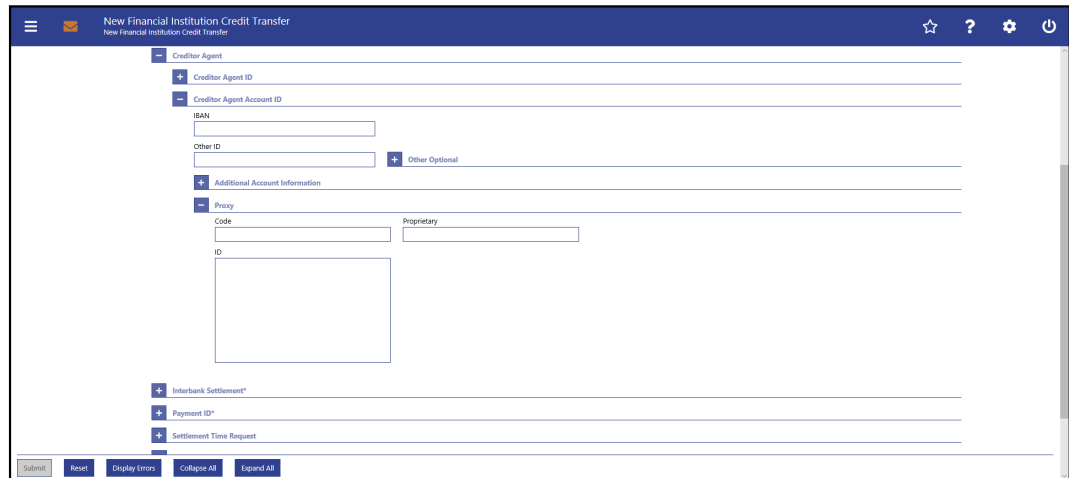 New Financial Institution Credit Transfer
New Financial Institution Credit Transfer
Creditor Agent
Creditor Agent ID
Creditor Agent Account ID
IBAN
Other ID
Other Optional
Additional Account Information
Proxy
Code Proprietary
ID
Interbank Settlement*
Payment ID*
Settlement Time Request
Submit Reset Display Errors Collapse All Expand All